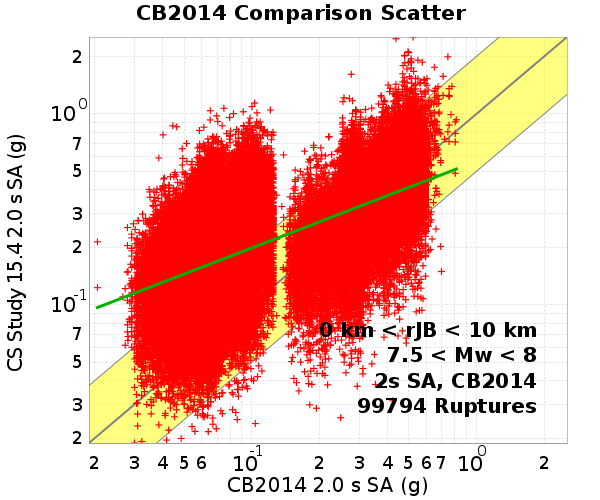 CB2014 Comparison Scatter
CS Study 15.4 2.0 s SA (g)
2
10^0
7
5
3
2
10^-1
7
5
3
2
0 km < rJB < 10 km
7.5 < Mw < 8
2s SA, CB2014
99794 Ruptures
2 3 4 5 6 10^-1 2 3 4 5 6 7 10^0 2
CB2014 2.0 s SA (g)